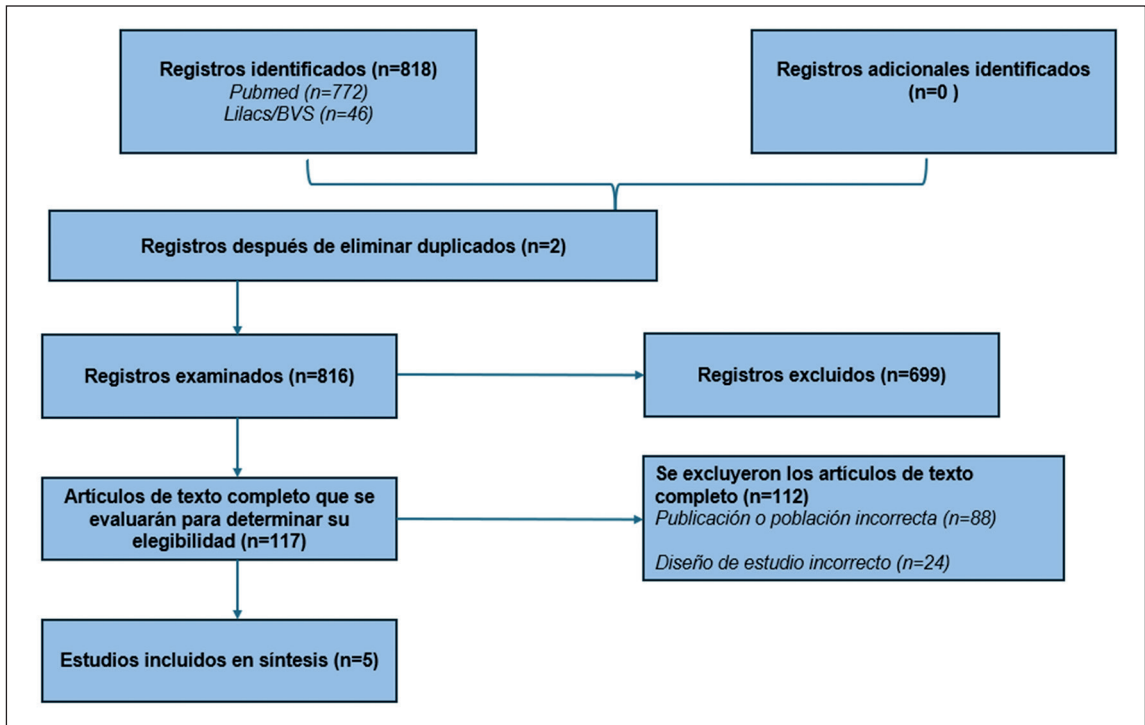 Registros identificados (n=818)
Pubmed (n=772)
Lilacs/BVS (n=46)
Registros adicionales identificados
(n=0 )
Registros después de eliminar duplicados (n=2)
Registros examinados (n=816)
Registros excluidos (n=699)
Artículos de texto completo que se
evaluarán para determinar su
elegibilidad (n=117)
Se excluyeron los artículos de texto
completo (n=112)
Publicación o población incorrecta (n=88)
Diseño de estudio incorrecto (n=24)
Estudios incluidos en síntesis (n=5)